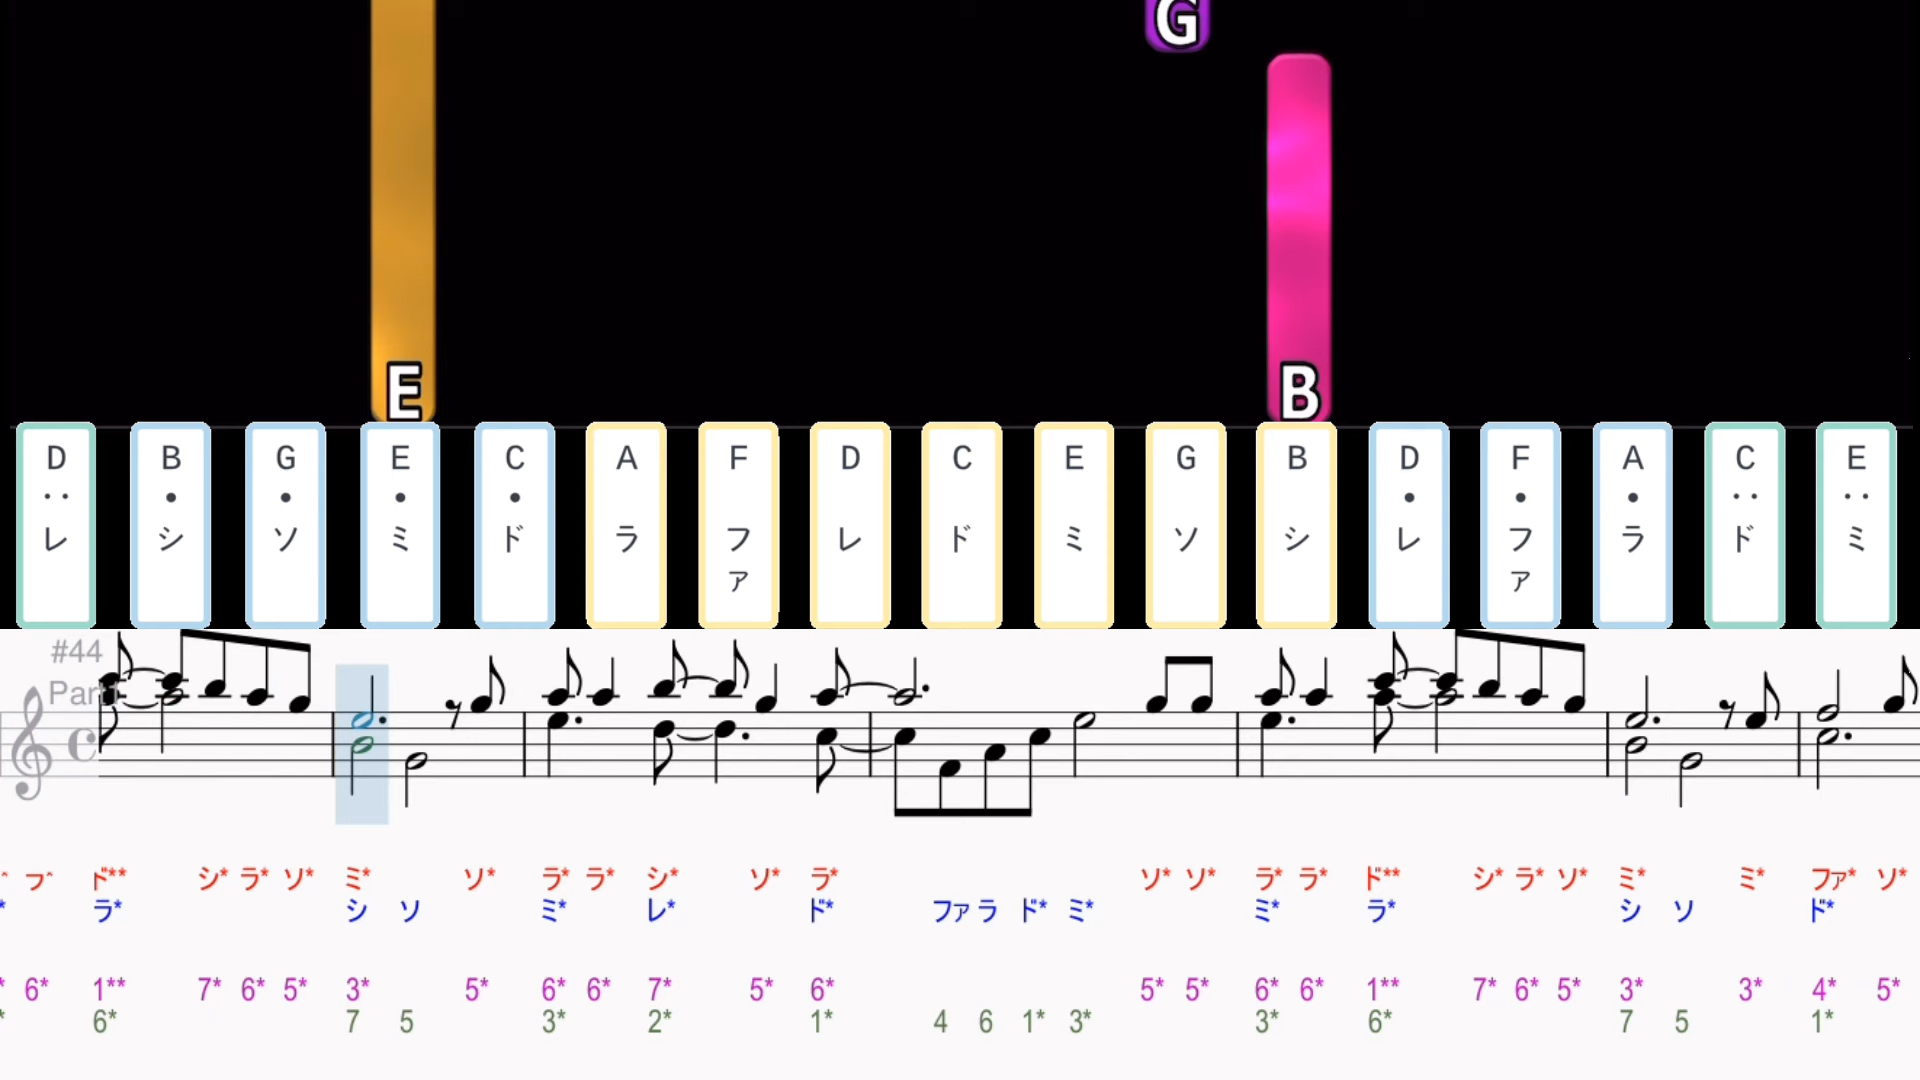 G
E B
D B G E C A F D C E G B D F A C E
•• • • • • • • • •• ••
レ シ ソ ミ ド ラ ファ レ ド ミ ソ シ レ ファ ラ ド ミ
#44
Part1
ド** シ* ラ* ソ* ミ* ソ* ラ* ラ* シ* ソ* ラ* ソ* ソ* ラ* ラ* ド** シ* ラ* ソ* ミ* ミ* ファ* ソ*
* ラ* シ ソ ミ* レ* ド* ファ ラ ド* ミ* ミ* ラ* シ ソ ド*
* 6* 1** 7* 6* 5* 3* 5* 6* 6* 7* 5* 6* 5* 5* 6* 6* 1** 7* 6* 5* 3* 3* 4* 5*
* 6* 7 5 3* 2* 1* 4 6 1* 3* 3* 6* 7 5 1*